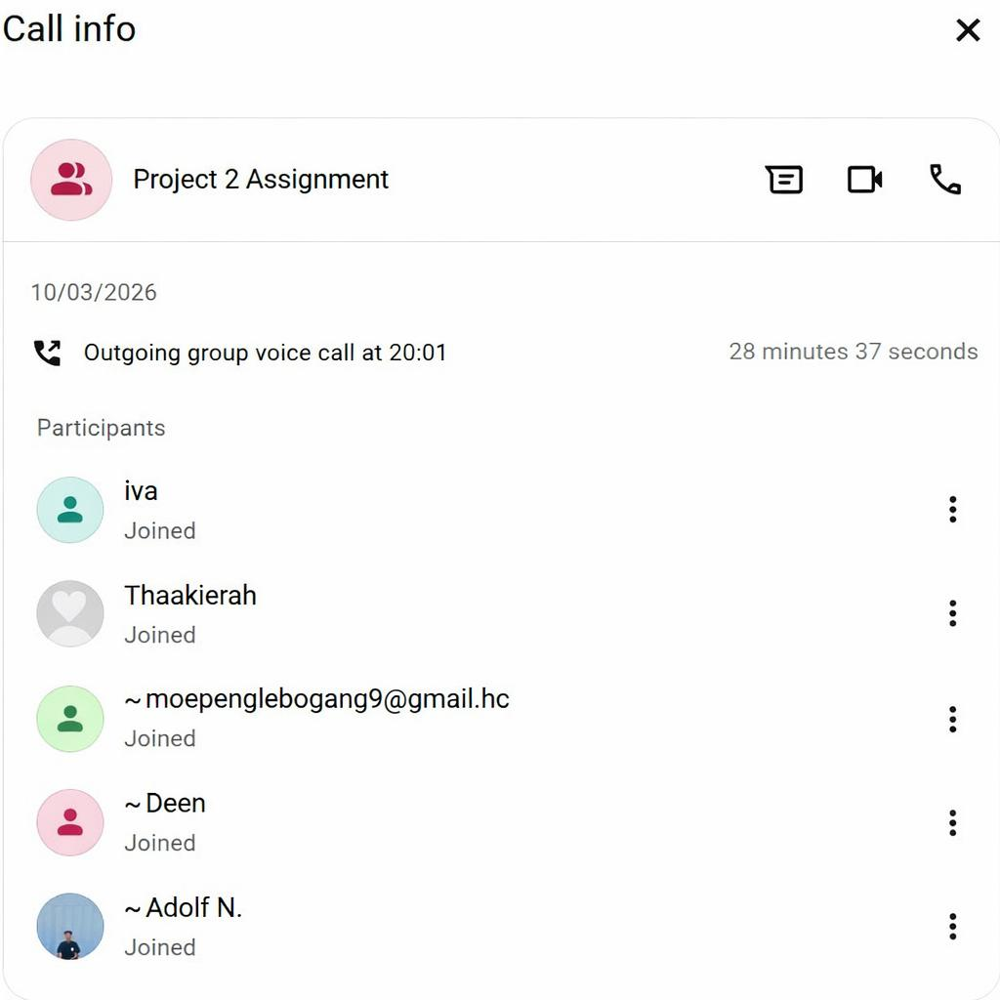 Call info
Project 2 Assignment
10/03/2026
Outgoing group voice call at 20:01
28 minutes 37 seconds
Participants
iva
Joined
Thaakierah
Joined
~moepenglebogang9@gmail.hc
Joined
~Deen
Joined
~Adolf N.
Joined